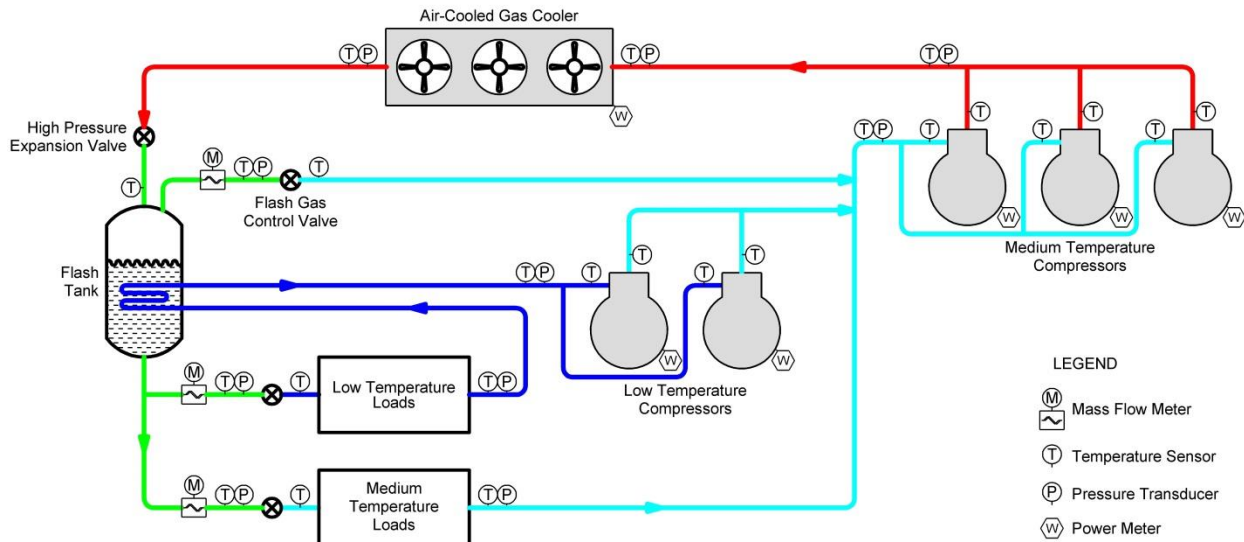 Air-Cooled Gas Cooler
T P
T P
T P
W
High Pressure
Expansion Valve
T
T
T
T P
T
T
T
M
T P
T
T
Flash Gas
Control Valve
W
W
W
Medium Temperature
Compressors
Flash
Tank
T
T
T P
T
T
W
W
Low Temperature
Compressors
M
T P
T
Low Temperature
Loads
T P
M
T P
T
Medium
Temperature
Loads
T P
LEGEND
M
Mass Flow Meter
T
Temperature Sensor
P
Pressure Transducer
W
Power Meter